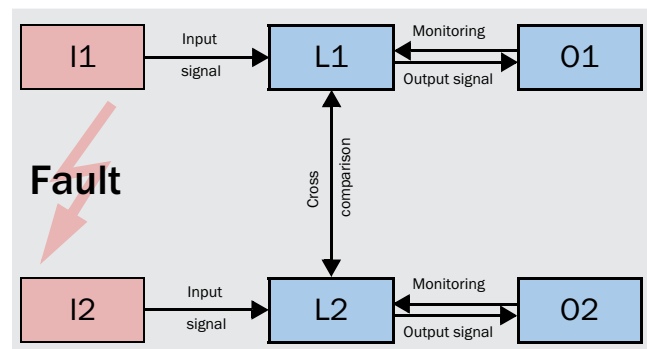 I1
Input
signal
L1
Monitoring
Output signal
O1
Fault
Cross
comparison
I2
Input
signal
L2
Monitoring
Output signal
O2